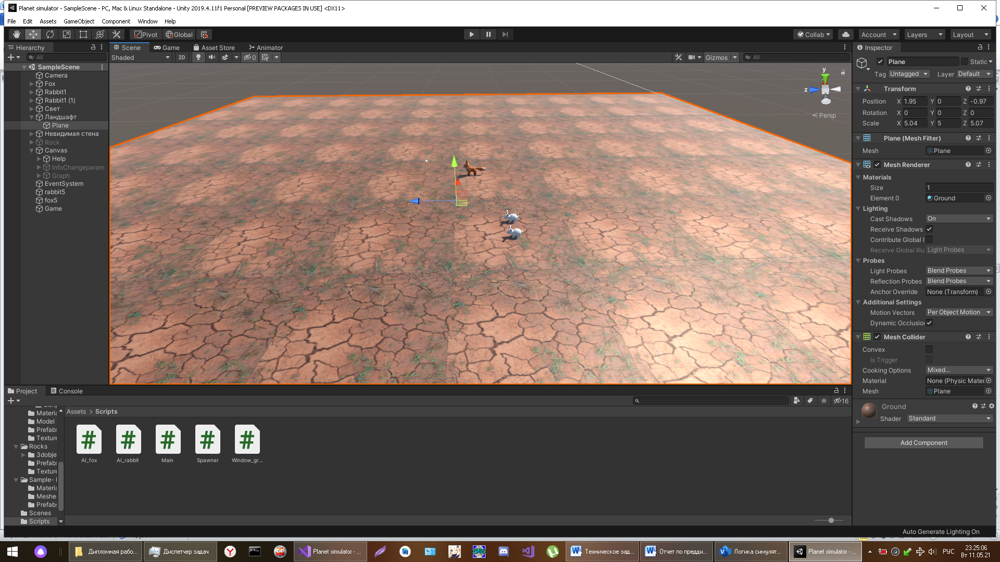 Planet simulator - SampleScene - PC, Mac & Linux Standalone - Unity 2019.4.11f1 Personal [PREVIEW PACKAGES IN USE] <DX11>
File Edit Assets GameObject Component Window Help
Pivot Global Collab Account Layers Layout
Hierarchy
All
SampleScene
Camera
Fox
Rabbit1
Rabbit1 (1)
Свет
Ландшафт
Plane
Невидимая стена
Rock
Canvas
Help
InfoChangeparam
Graph
EventSystem
rabbit5
fox5
Game
Scene Game Asset Store Animator
Shaded 2D 0 Gizmos All
y
z
Persp
Inspector
Plane Static
Tag Untagged Layer Default
Transform
Position X 1.95 Y 0 Z -0.97
Rotation X 0 Y 0 Z 0
Scale X 5.04 Y 5 Z 5.07
Plane (Mesh Filter)
Mesh Plane
Mesh Renderer
Materials
Size 1
Element 0 Ground
Lighting
Cast Shadows On
Receive Shadows
Contribute Global I
Receive Global Illu Light Probes
Probes
Light Probes Blend Probes
Reflection Probes Blend Probes
Anchor Override None (Transform)
Additional Settings
Motion Vectors Per Object Motion
Dynamic Occlusion
Mesh Collider
Convex
Is Trigger
Cooking Options Mixed...
Material None (Physic Mater
Mesh Plane
Ground
Shader Standard
Add Component
Project Console
16
Materia
Model
Prefabs
Texture
Rocks
3dobje
Prefabs
Texture
Sample- I
Materia
Meshe
Prefabs
Scenes
Scripts
Assets > Scripts
AI_fox AI_rabbit Main Spawner Window_gr...
Auto Generate Lighting On
Дипломная рабо... Диспетчер задач Planet simulator - ... Техническое зад... Отчет по предди... Логика симулят... Planet simulator - ... РУС 23:25:06
Вт 11.05.21